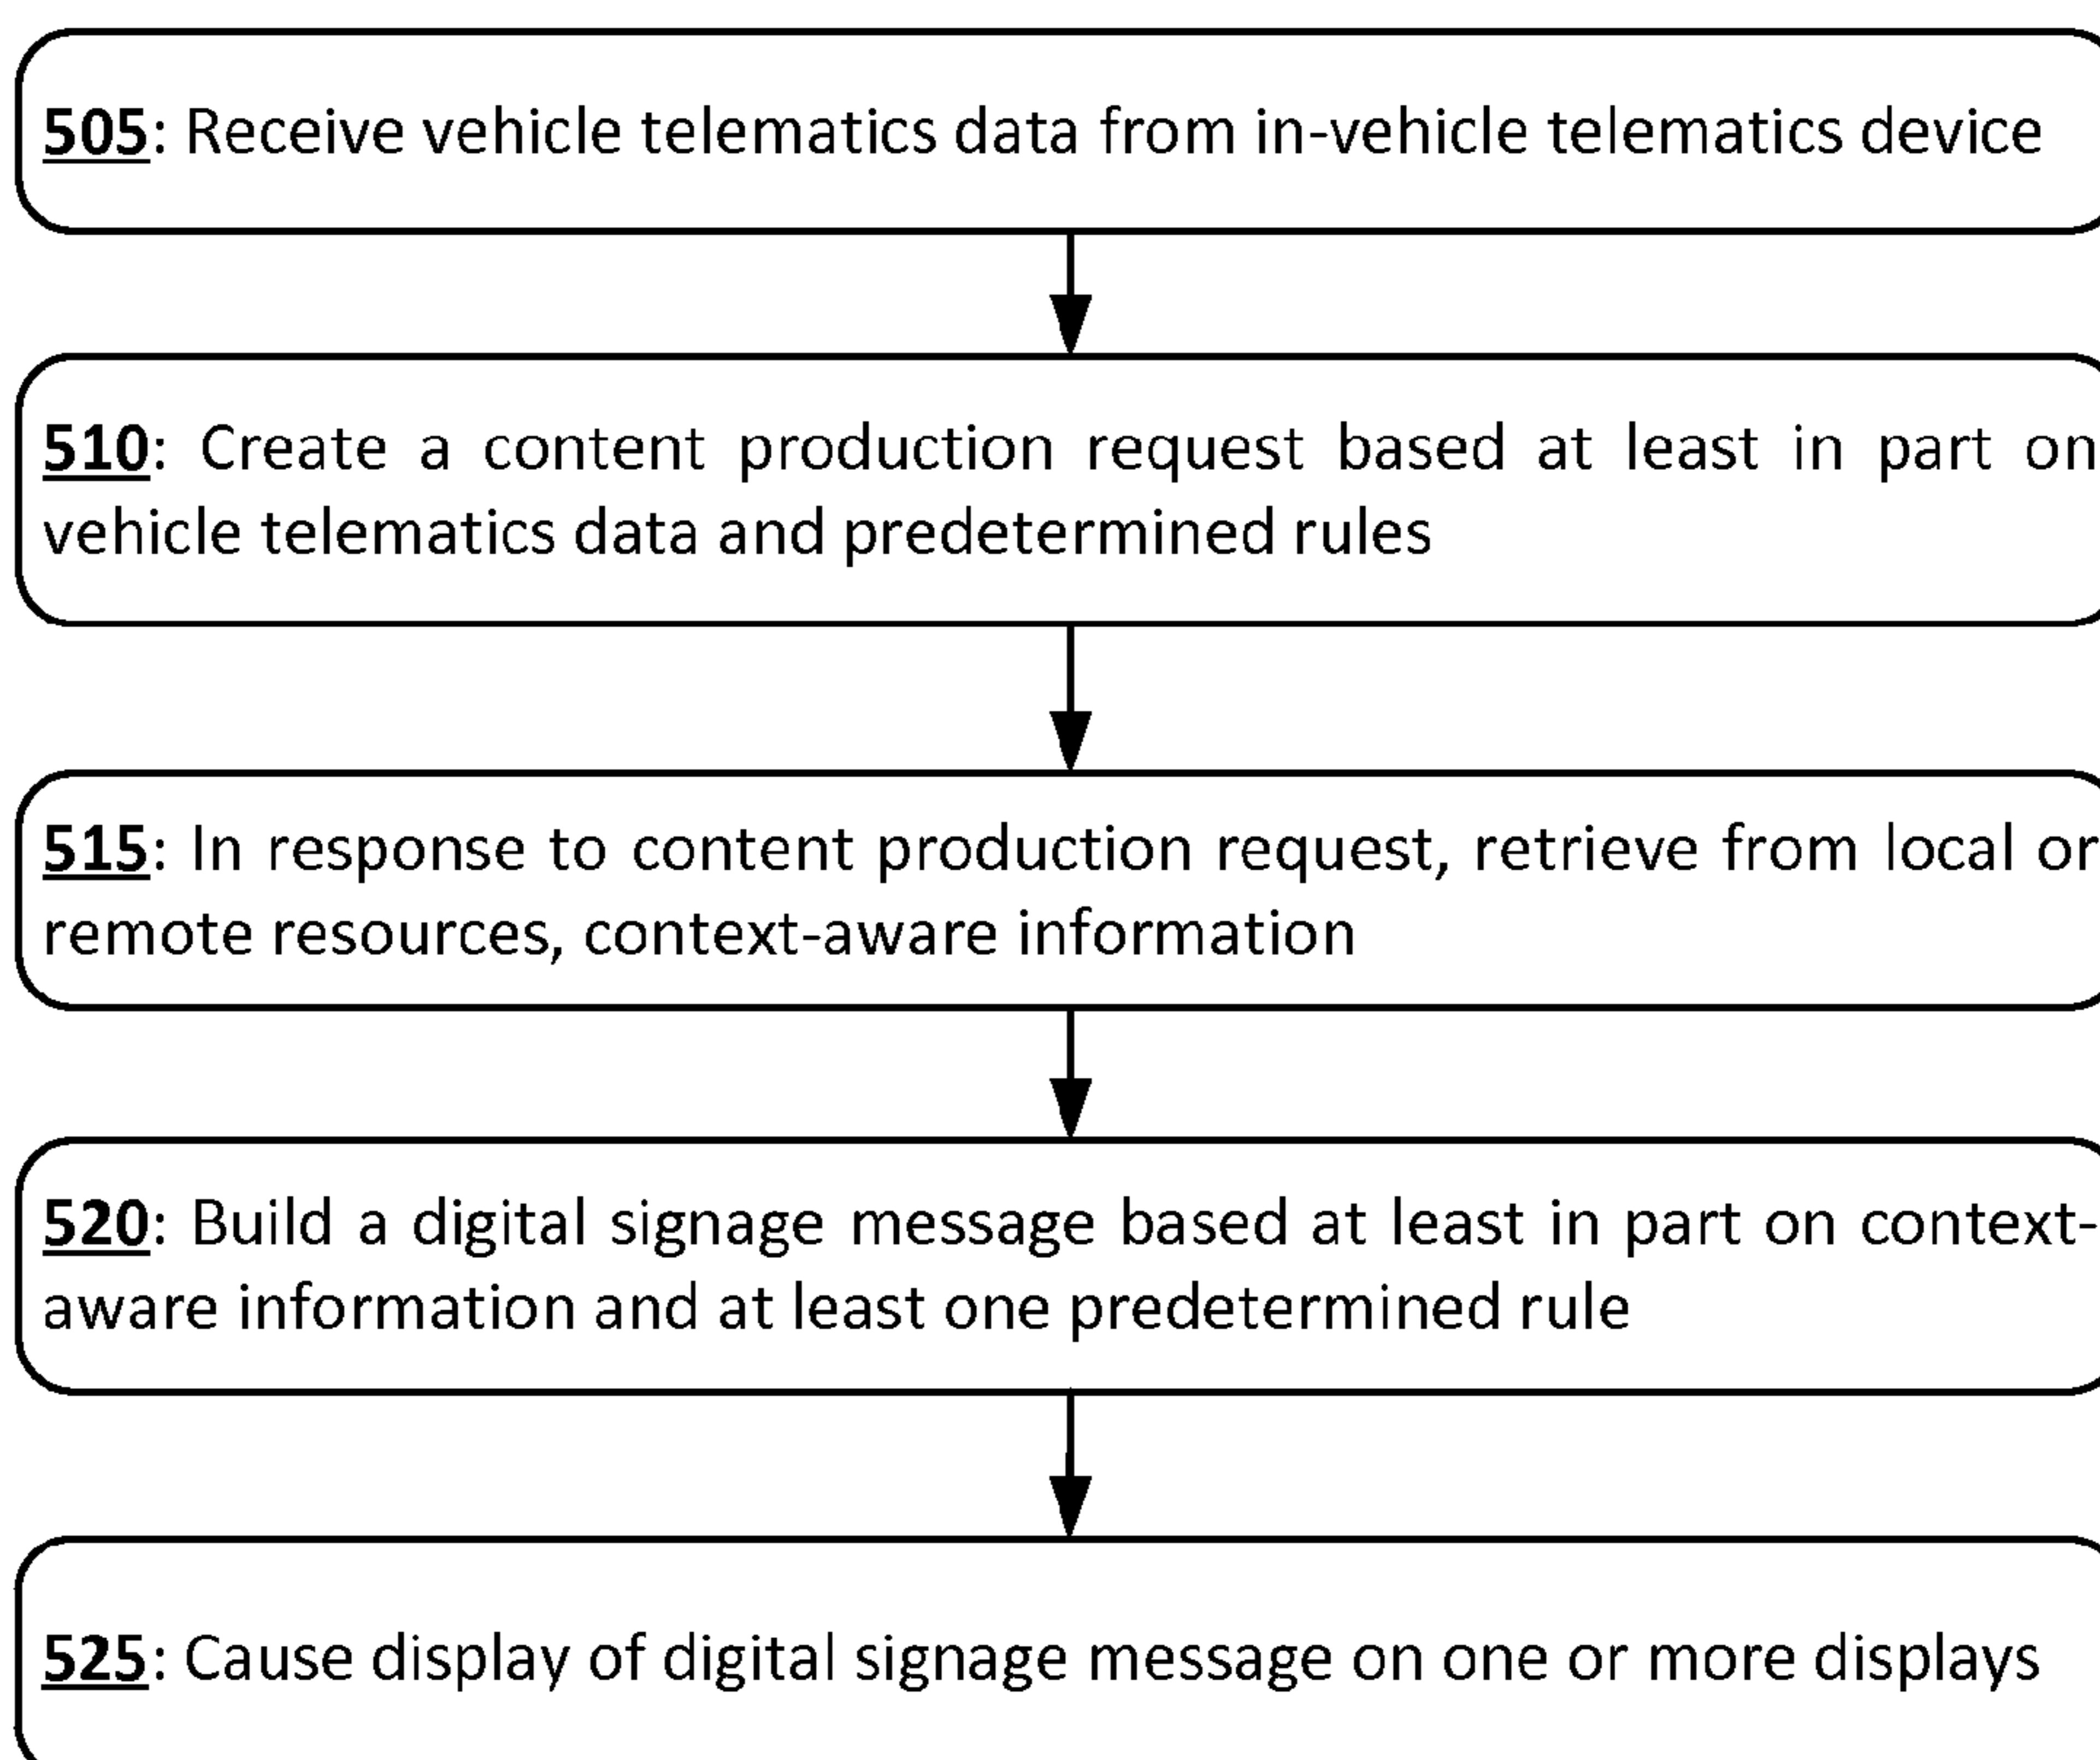 505: Receive vehicle telematics data from in-vehicle telematics device
510: Create a content production request based at least in part on
vehicle telematics data and predetermined rules
515: In response to content production request, retrieve from local or
remote resources, context-aware information
520: Build a digital signage message based at least in part on context-
aware information and at least one predetermined rule
525: Cause display of digital signage message on one or more displays